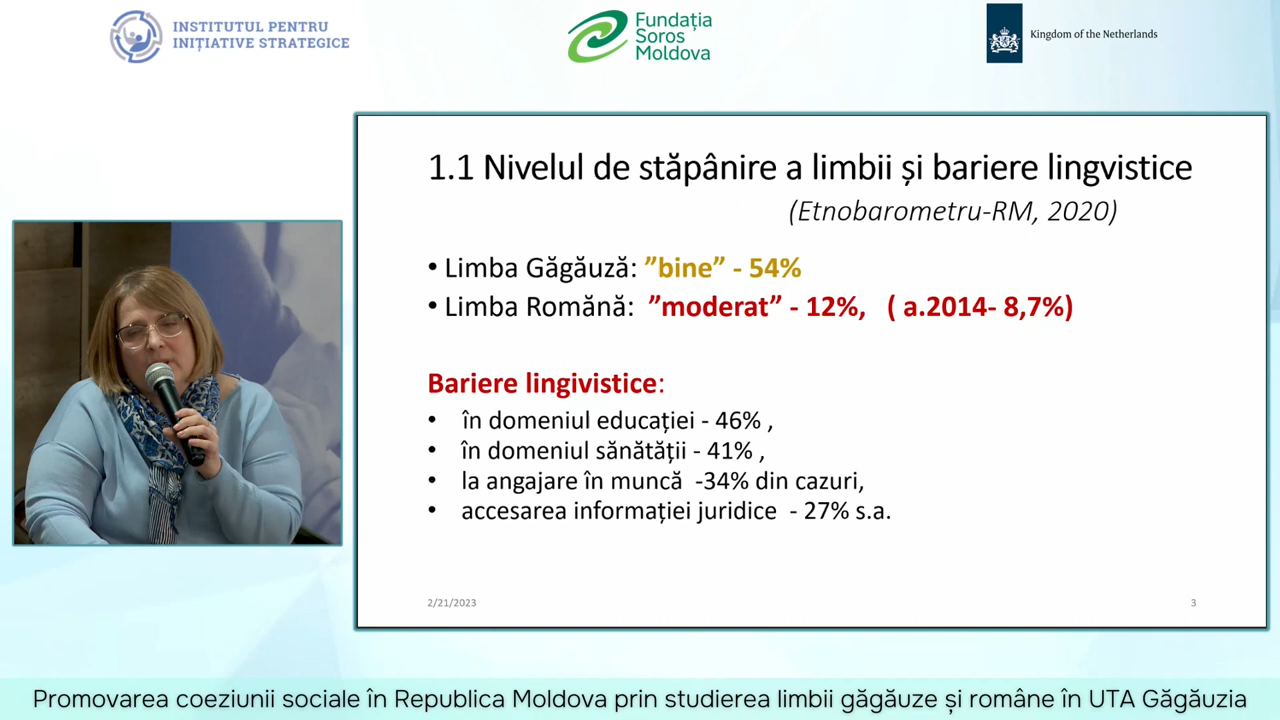 INSTITUTUL PENTRU
INIȚIATIVE STRATEGICE
Fundația
Soros
Moldova
Kingdom of the Netherlands
1.1 Nivelul de stăpânire a limbii și bariere lingvistice
(Etnobarometru-RM, 2020)
• Limba Găgăuză: ”bine” - 54%
• Limba Română: ”moderat” - 12%, ( a.2014- 8,7%)
Bariere lingivistice:
• în domeniul educației - 46% ,
• în domeniul sănătății - 41% ,
• la angajare în muncă -34% din cazuri,
• accesarea informației juridice - 27% s.a.
2/21/2023
3
Promovarea coeziunii sociale în Republica Moldova prin studierea limbii găgăuze și române în UTA Găgăuzia